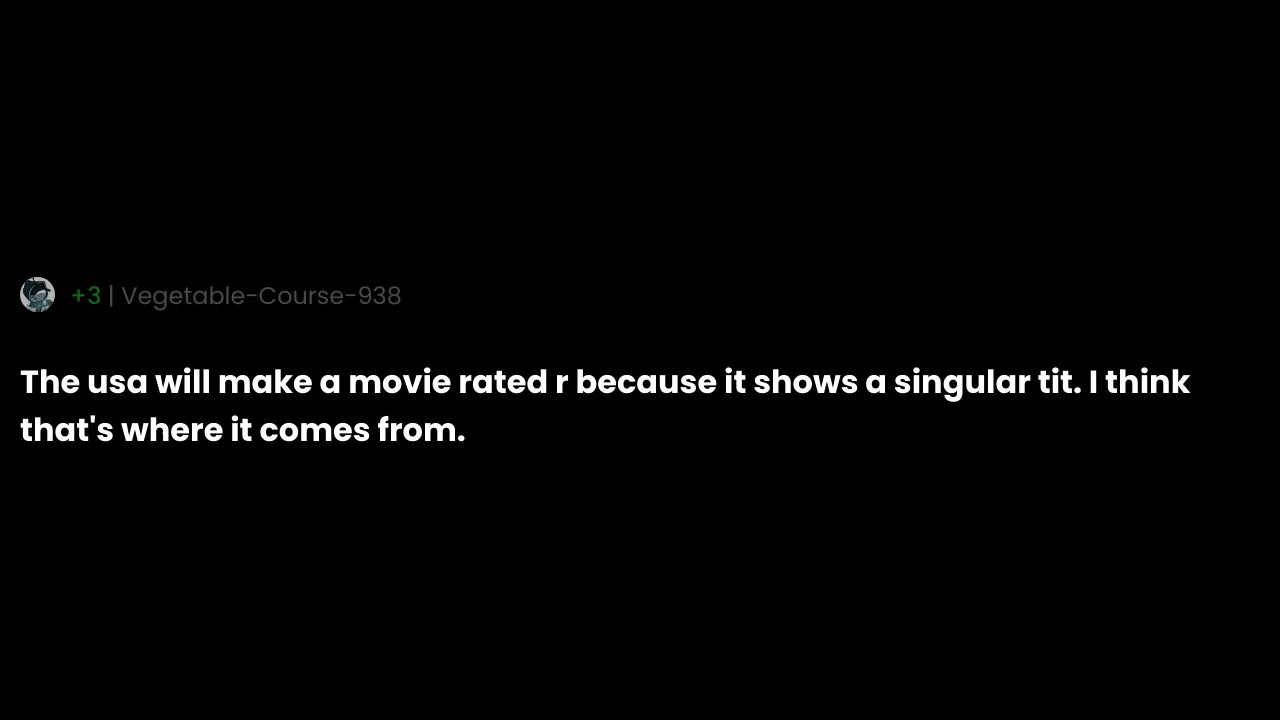 +3 | Vegetable-Course-938
The usa will make a movie rated r because it shows a singular tit. I think
that's where it comes from.